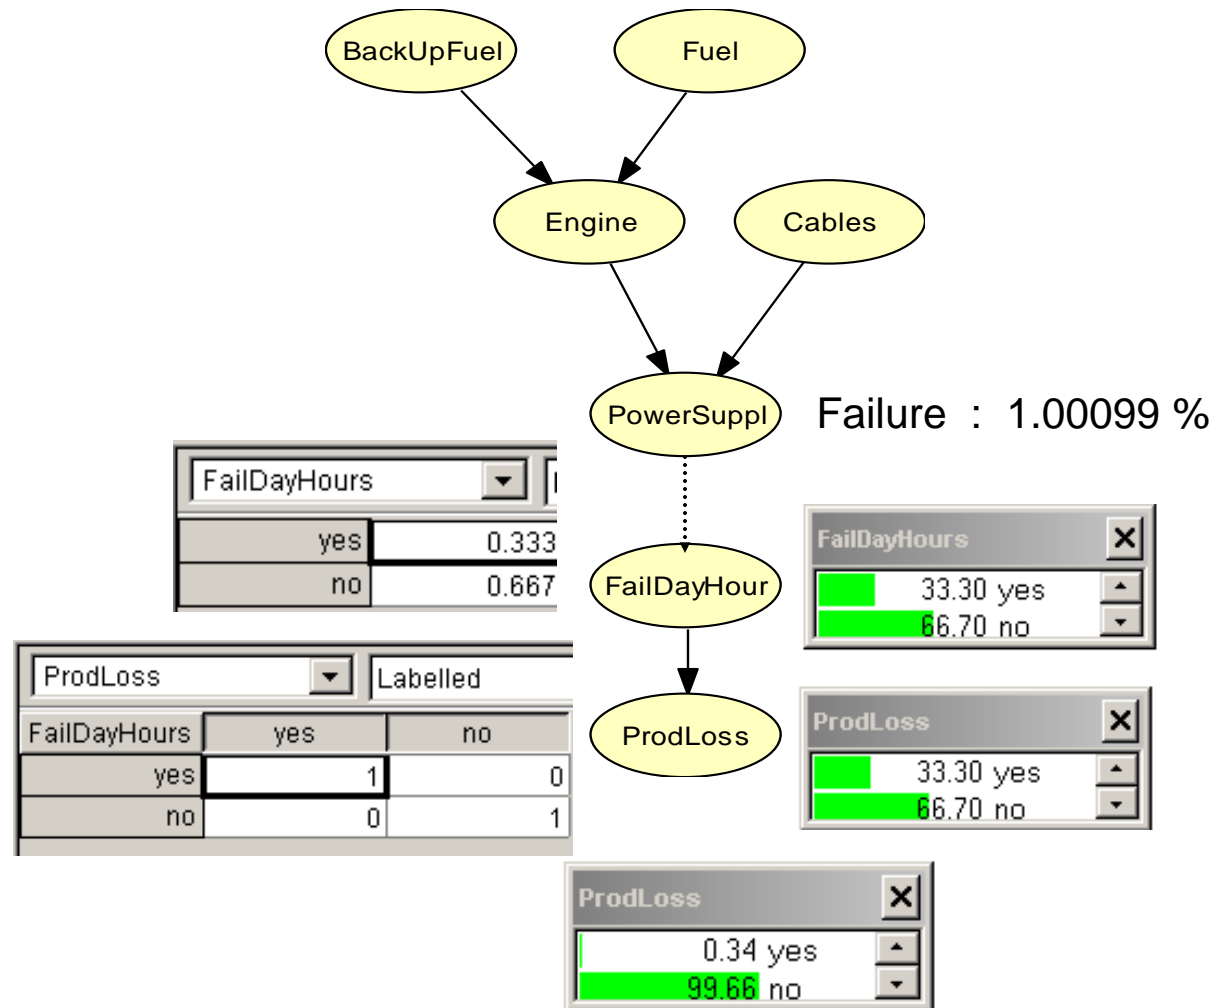 BackUpFuel
Fuel
Engine
Cables
PowerSuppl
Failure : 1.00099 %
FailDayHours
yes 0.333
no 0.667
FailDayHour
FailDayHours
33.30 yes
66.70 no
ProdLoss Labelled
FailDayHours yes no
yes 1 0
no 0 1
ProdLoss
ProdLoss
33.30 yes
66.70 no
ProdLoss
0.34 yes
99.66 no